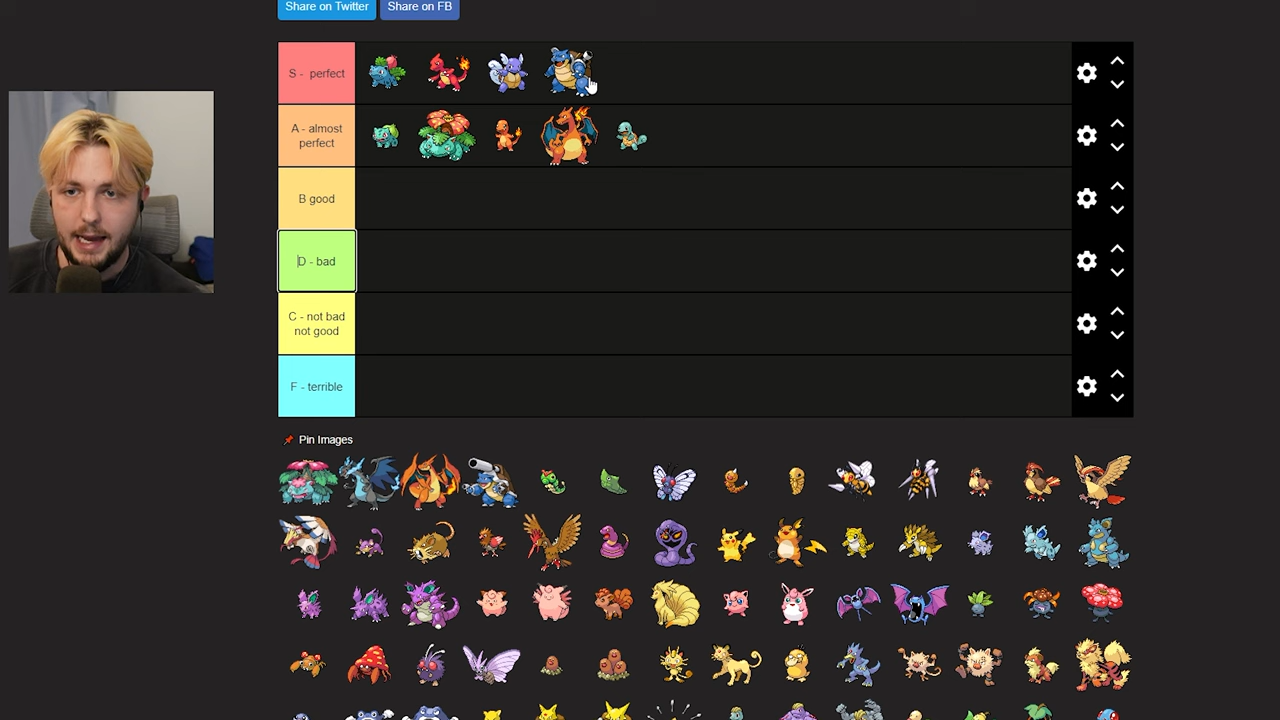 Share on Twitter
Share on FB
S - perfect
A - almost
perfect
B good
D - bad
C - not bad
not good
F - terrible
Pin Images